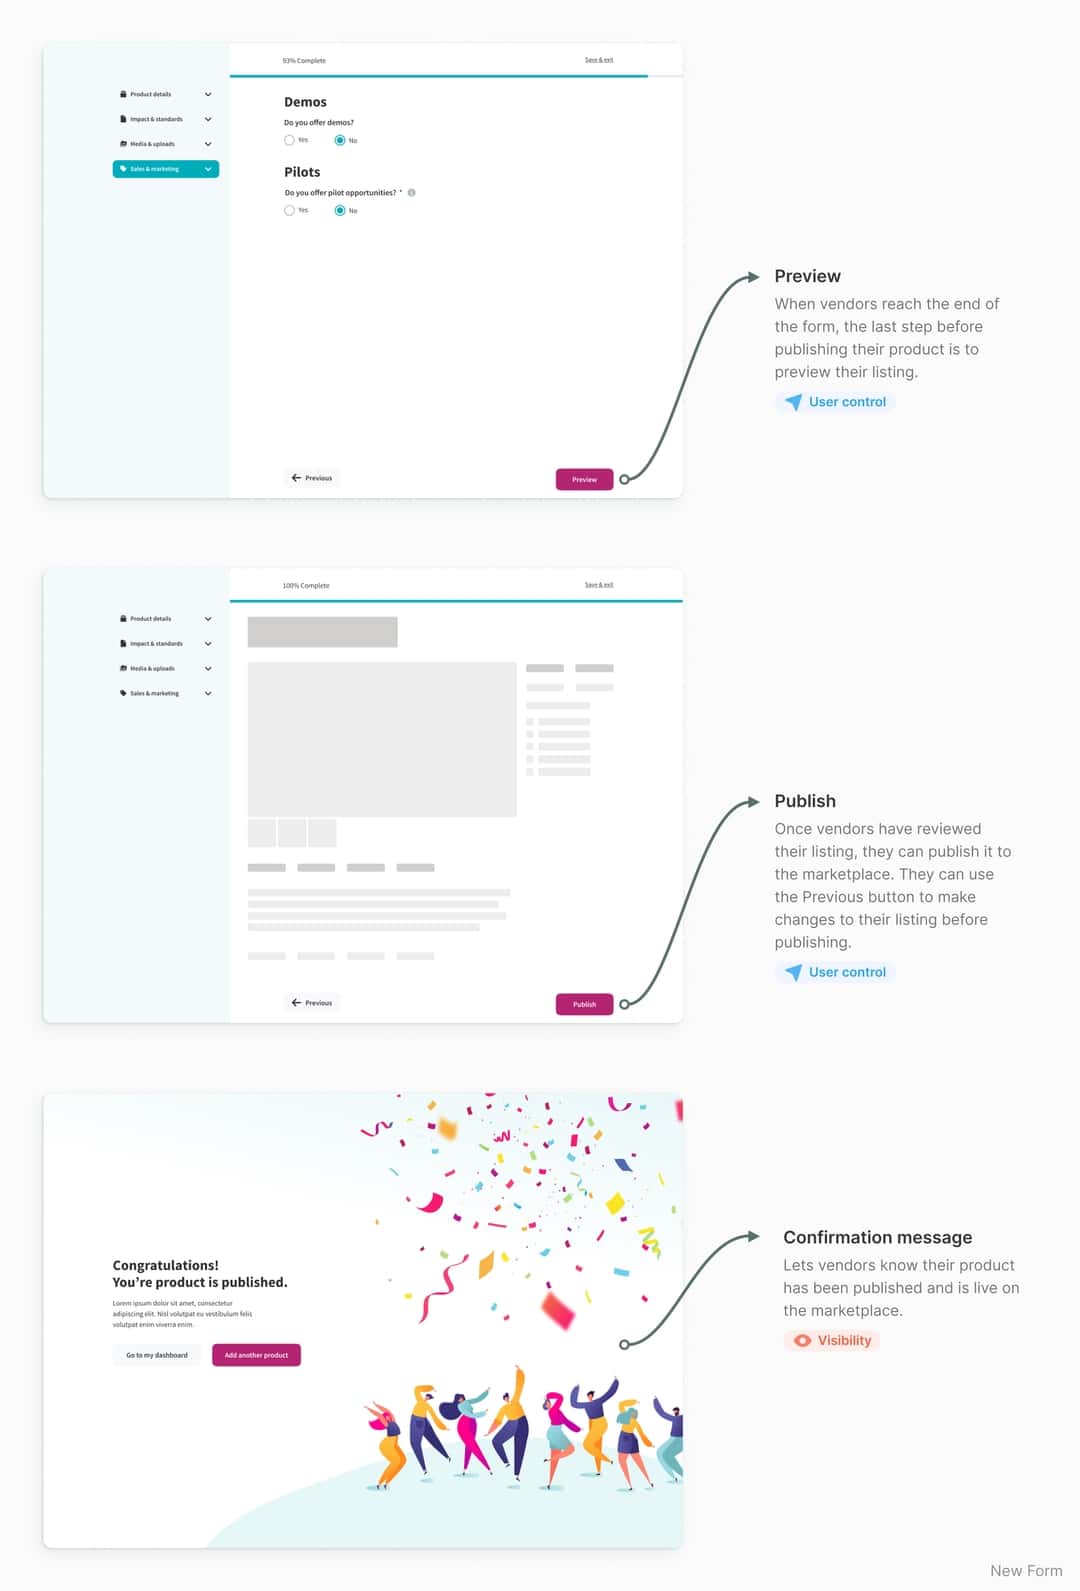 93% Complete
Save & exit
Product details
Impact & standards
Media & uploads
Sales & marketing
Demos
Do you offer demos?
Yes
No
Pilots
Do you offer pilot opportunities? *
Yes
No
Previous
Preview
Preview
When vendors reach the end of
the form, the last step before
publishing their product is to
preview their listing.
User control
100% Complete
Save & exit
Product details
Impact & standards
Media & uploads
Sales & marketing
Previous
Publish
Publish
Once vendors have reviewed
their listing, they can publish it to
the marketplace. They can use
the Previous button to make
changes to their listing before
publishing.
User control
Congratulations!
You're product is published.
Lorem ipsum dolor sit amet, consectetur
adipiscing elit. Nisl volutpat eu vestibulum felis
volutpat enim viverra enim.
Go to my dashboard
Add another product
Confirmation message
Lets vendors know their product
has been published and is live on
the marketplace.
Visibility
New Form